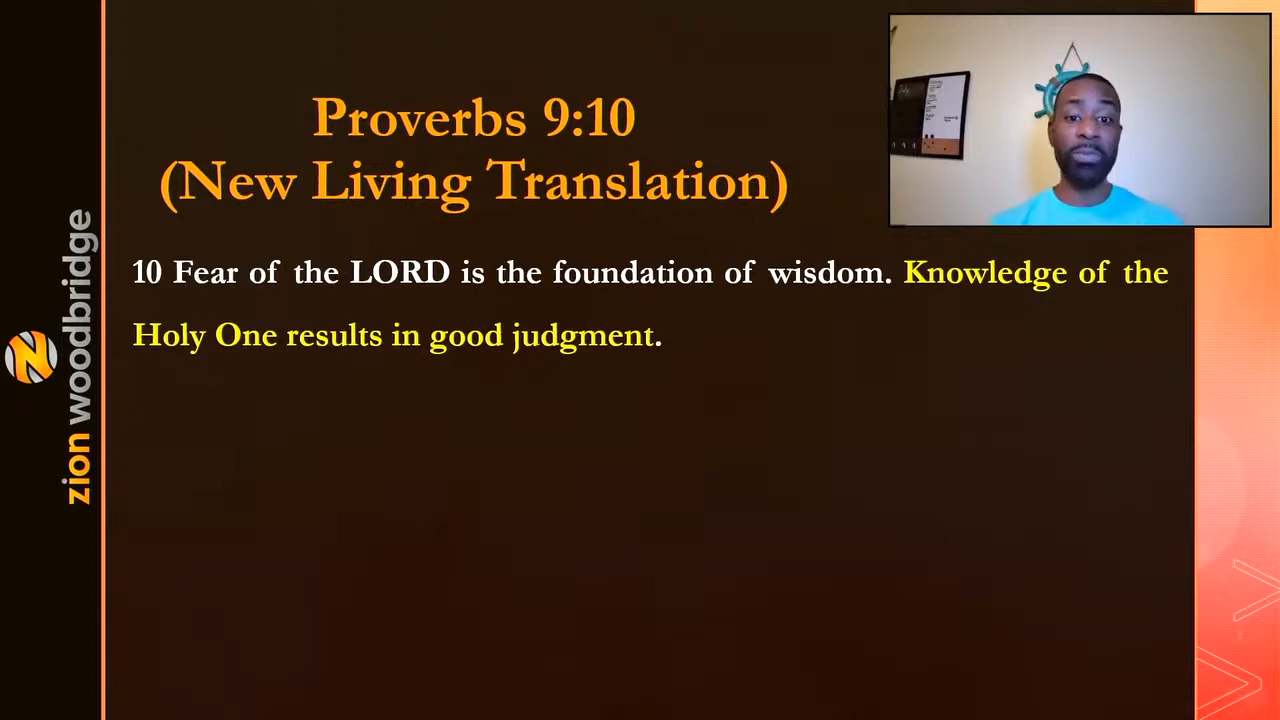 Proverbs 9:10
(New Living Translation)
10 Fear of the LORD is the foundation of wisdom. Knowledge of the
Holy One results in good judgment.
zion woodbridge